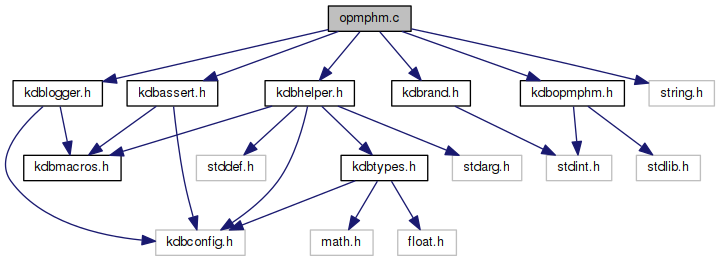 opmphm.c
kdblogger.h
kdbassert.h
kdbhelper.h
kdbrand.h
kdbopmphm.h
string.h
kdbmacros.h
stddef.h
kdbtypes.h
stdarg.h
stdint.h
stdlib.h
kdbconfig.h
math.h
float.h